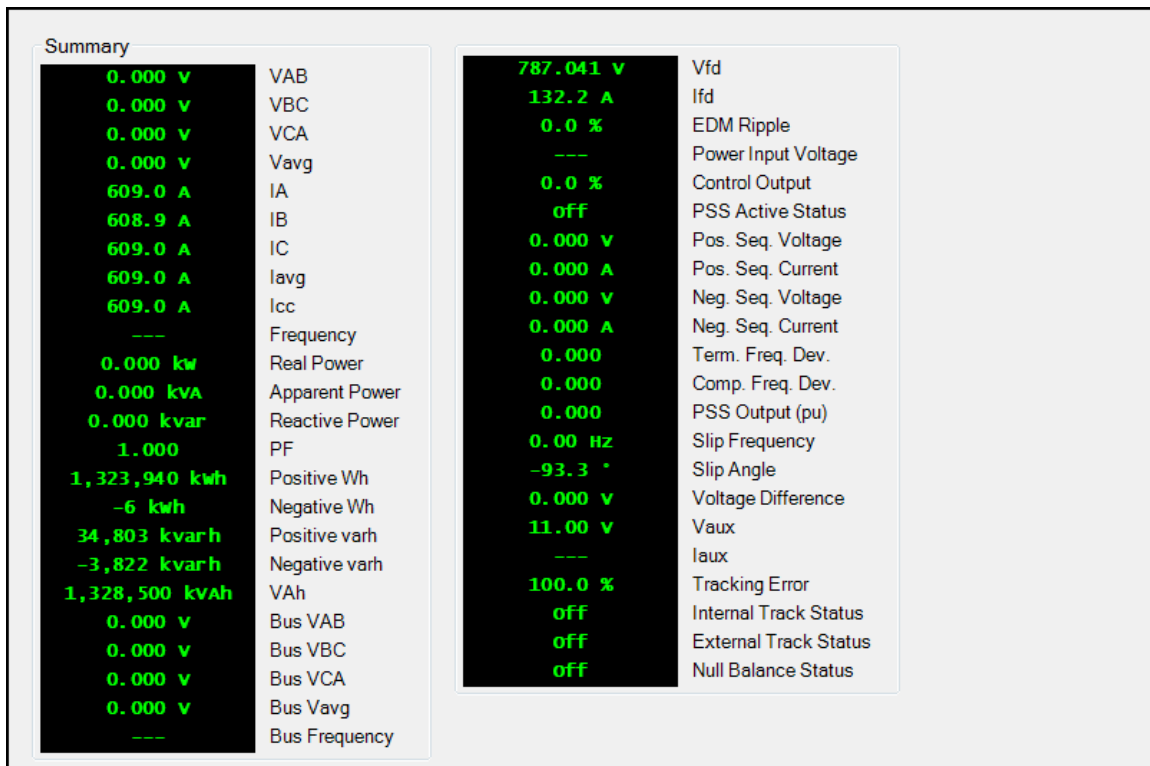 Summary
0.000 V VAB
0.000 V VBC
0.000 V VCA
0.000 V Vavg
609.0 A IA
608.9 A IB
609.0 A IC
609.0 A Iavg
609.0 A Icc
--- Frequency
0.000 kW Real Power
0.000 kVA Apparent Power
0.000 kvar Reactive Power
1.000 PF
1,323,940 kWh Positive Wh
-6 kWh Negative Wh
34,803 kvarh Positive varh
-3,822 kvarh Negative varh
1,328,500 kVAh VAh
0.000 V Bus VAB
0.000 V Bus VBC
0.000 V Bus VCA
0.000 V Bus Vavg
--- Bus Frequency
787.041 V Vfd
132.2 A Ifd
0.0 % EDM Ripple
--- Power Input Voltage
0.0 % Control Output
Off PSS Active Status
0.000 V Pos. Seq. Voltage
0.000 A Pos. Seq. Current
0.000 V Neg. Seq. Voltage
0.000 A Neg. Seq. Current
0.000 Term. Freq. Dev.
0.000 Comp. Freq. Dev.
0.000 PSS Output (pu)
0.00 Hz Slip Frequency
-93.3 ° Slip Angle
0.000 V Voltage Difference
11.00 V Vaux
--- Iaux
100.0 % Tracking Error
Off Internal Track Status
Off External Track Status
Off Null Balance Status